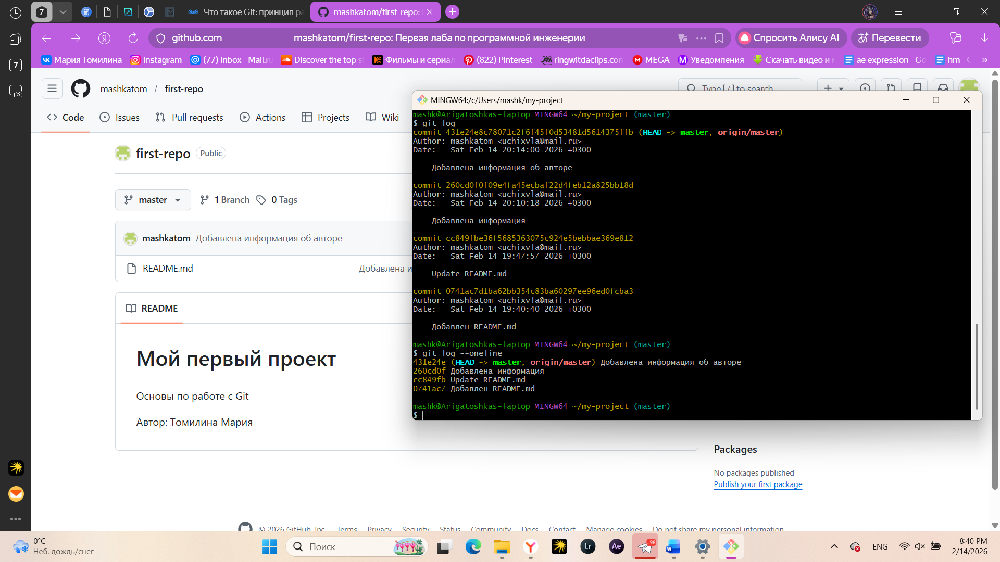 7
Что такое Git: принцип ра
mashkatom/first-repo:
github.com
mashkatom/first-repo: Первая лаба по программной инженерии
Спросить Алису AI
Перевести
Мария Томилина
Instagram
(77) Inbox - Mail.ru
Discover the top s
Фильмы и сериал
(822) Pinterest
ringwitdaclips.com
MEGA
Уведомления
Скачать видео и
ae expression - Go
hm - G
7
mashkatom / first-repo
Type / to search
Code
Issues
Pull requests
Actions
Projects
Wiki
first-repo
Public
master
1 Branch
0 Tags
mashkatom Добавлена информация об авторе
README.md
Добавлена и
README
Мой первый проект
Основы по работе с Git
Автор: Томилина Мария
MINGW64:/c/Users/mashk/my-project
mashk@Arigatoshkas-laptop MINGW64 ~/my-project (master)
$ git log
commit 431e24e8c78071c2f6f45f0d53481d5614375ffb (HEAD -> master, origin/master)
Author: mashkatom <uchixvla@mail.ru>
Date:   Sat Feb 14 20:14:00 2026 +0300
Добавлена информация об авторе
commit 260cd0f0f09e4fa45ecbaf22d4feb12a825bb18d
Author: mashkatom <uchixvla@mail.ru>
Date:   Sat Feb 14 20:10:18 2026 +0300
Добавлена информация
commit cc849fbe36f5685363075c924e5bebbae369e812
Author: mashkatom <uchixvla@mail.ru>
Date:   Sat Feb 14 19:47:57 2026 +0300
Update README.md
commit 0741ac7d1ba62bb354c83ba60297ee96ed0fcba3
Author: mashkatom <uchixvla@mail.ru>
Date:   Sat Feb 14 19:40:40 2026 +0300
Добавлен README.md
mashk@Arigatoshkas-laptop MINGW64 ~/my-project (master)
$ git log --oneline
431e24e (HEAD -> master, origin/master) Добавлена информация об авторе
260cd0f Добавлена информация
cc849fb Update README.md
0741ac7 Добавлен README.md
mashk@Arigatoshkas-laptop MINGW64 ~/my-project (master)
$
Packages
No packages published
Publish your first package
© 2026 GitHub, Inc.
Terms
Privacy
Security
Status
Community
Docs
Contact
Manage cookies
Do not share my personal information
0°C
Неб. дождь/снег
Поиск
Lr
Ae
98
ENG
8:40 PM
2/14/2026